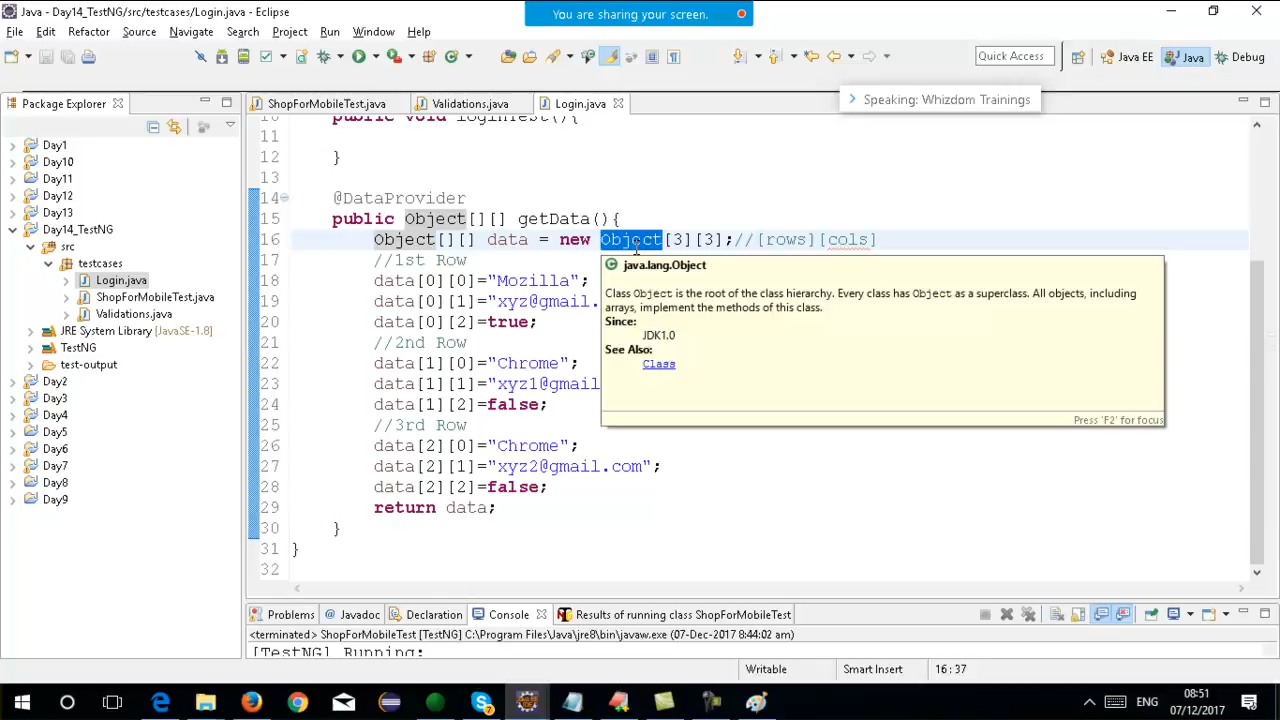 Java - Day14_TestNG/src/testcases/Login.java - Eclipse
You are sharing your screen.
File Edit Refactor Source Navigate Search Project Run Window Help
Quick Access
Java EE
Java
Debug
Speaking: Whizdom Trainings
Package Explorer
ShopForMobileTest.java
Validations.java
Login.java
Day1
Day10
Day11
Day12
Day13
Day14_TestNG
src
testcases
Login.java
ShopForMobileTest.java
Validations.java
JRE System Library [JavaSE-1.8]
TestNG
test-output
Day2
Day3
Day4
Day5
Day6
Day7
Day8
Day9
10 public void loginTest(){
11
12 }
13
14 @DataProvider
15 public Object[][] getData(){
16 Object[][] data = new Object[3][3];//[rows][cols]
17 //1st Row
18 data[0][0]="Mozilla";
19 data[0][1]="xyz@gmail.
20 data[0][2]=true;
21 //2nd Row
22 data[1][0]="Chrome";
23 data[1][1]="xyz1@gmail
24 data[1][2]=false;
25 //3rd Row
26 data[2][0]="Chrome";
27 data[2][1]="xyz2@gmail.com";
28 data[2][2]=false;
29 return data;
30 }
31 }
32
java.lang.Object
Class Object is the root of the class hierarchy. Every class has Object as a superclass. All objects, including
arrays, implement the methods of this class.
Since:
JDK1.0
See Also:
Class
Press 'F2' for focus
Problems @ Javadoc Declaration Console Results of running class ShopForMobileTest
<terminated> ShopForMobileTest [TestNG] C:\Program Files\Java\jre8\bin\javaw.exe (07-Dec-2017 8:44:02 am)
[TestNG] Running:
Writable Smart Insert 16 : 37
ENG
08:51
07/12/2017